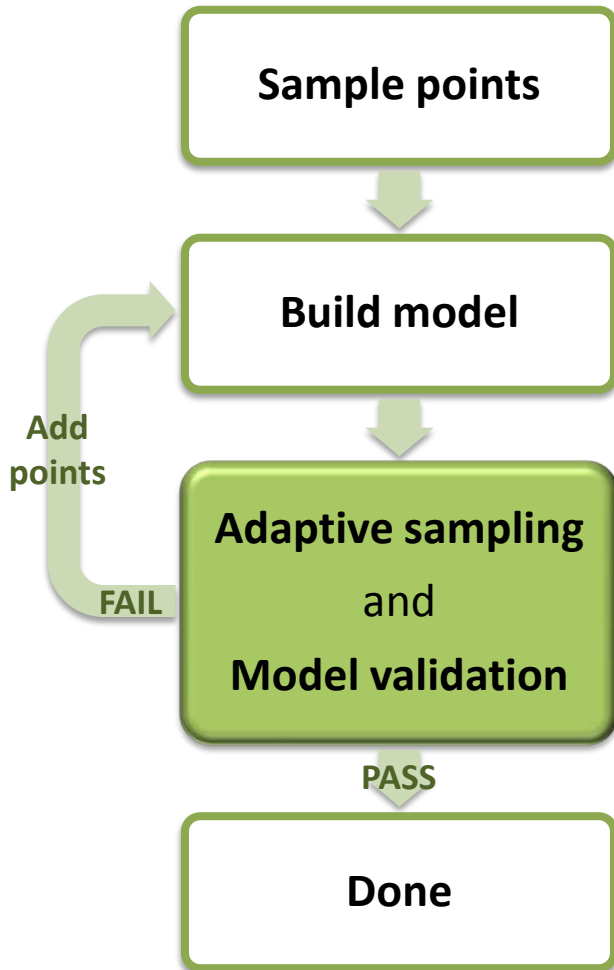 Sample points
Build model
Add
points
Adaptive sampling
and
Model validation
FAIL
PASS
Done